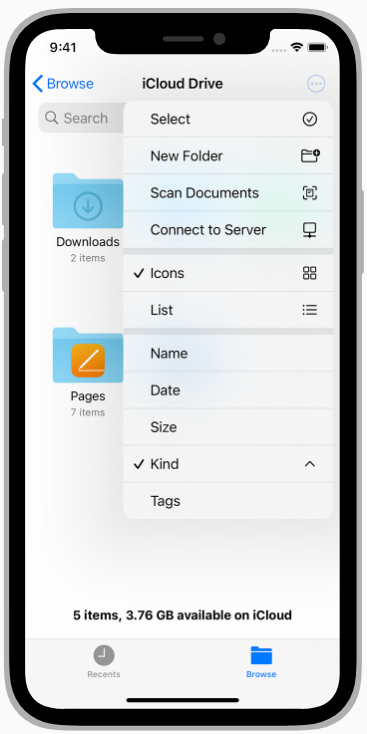 9:41
Browse
iCloud Drive
Search
Select
New Folder
Scan Documents
Connect to Server
Icons
List
Name
Date
Size
Kind
Tags
Downloads
2 items
Pages
7 items
5 items, 3.76 GB available on iCloud
Recents
Browse